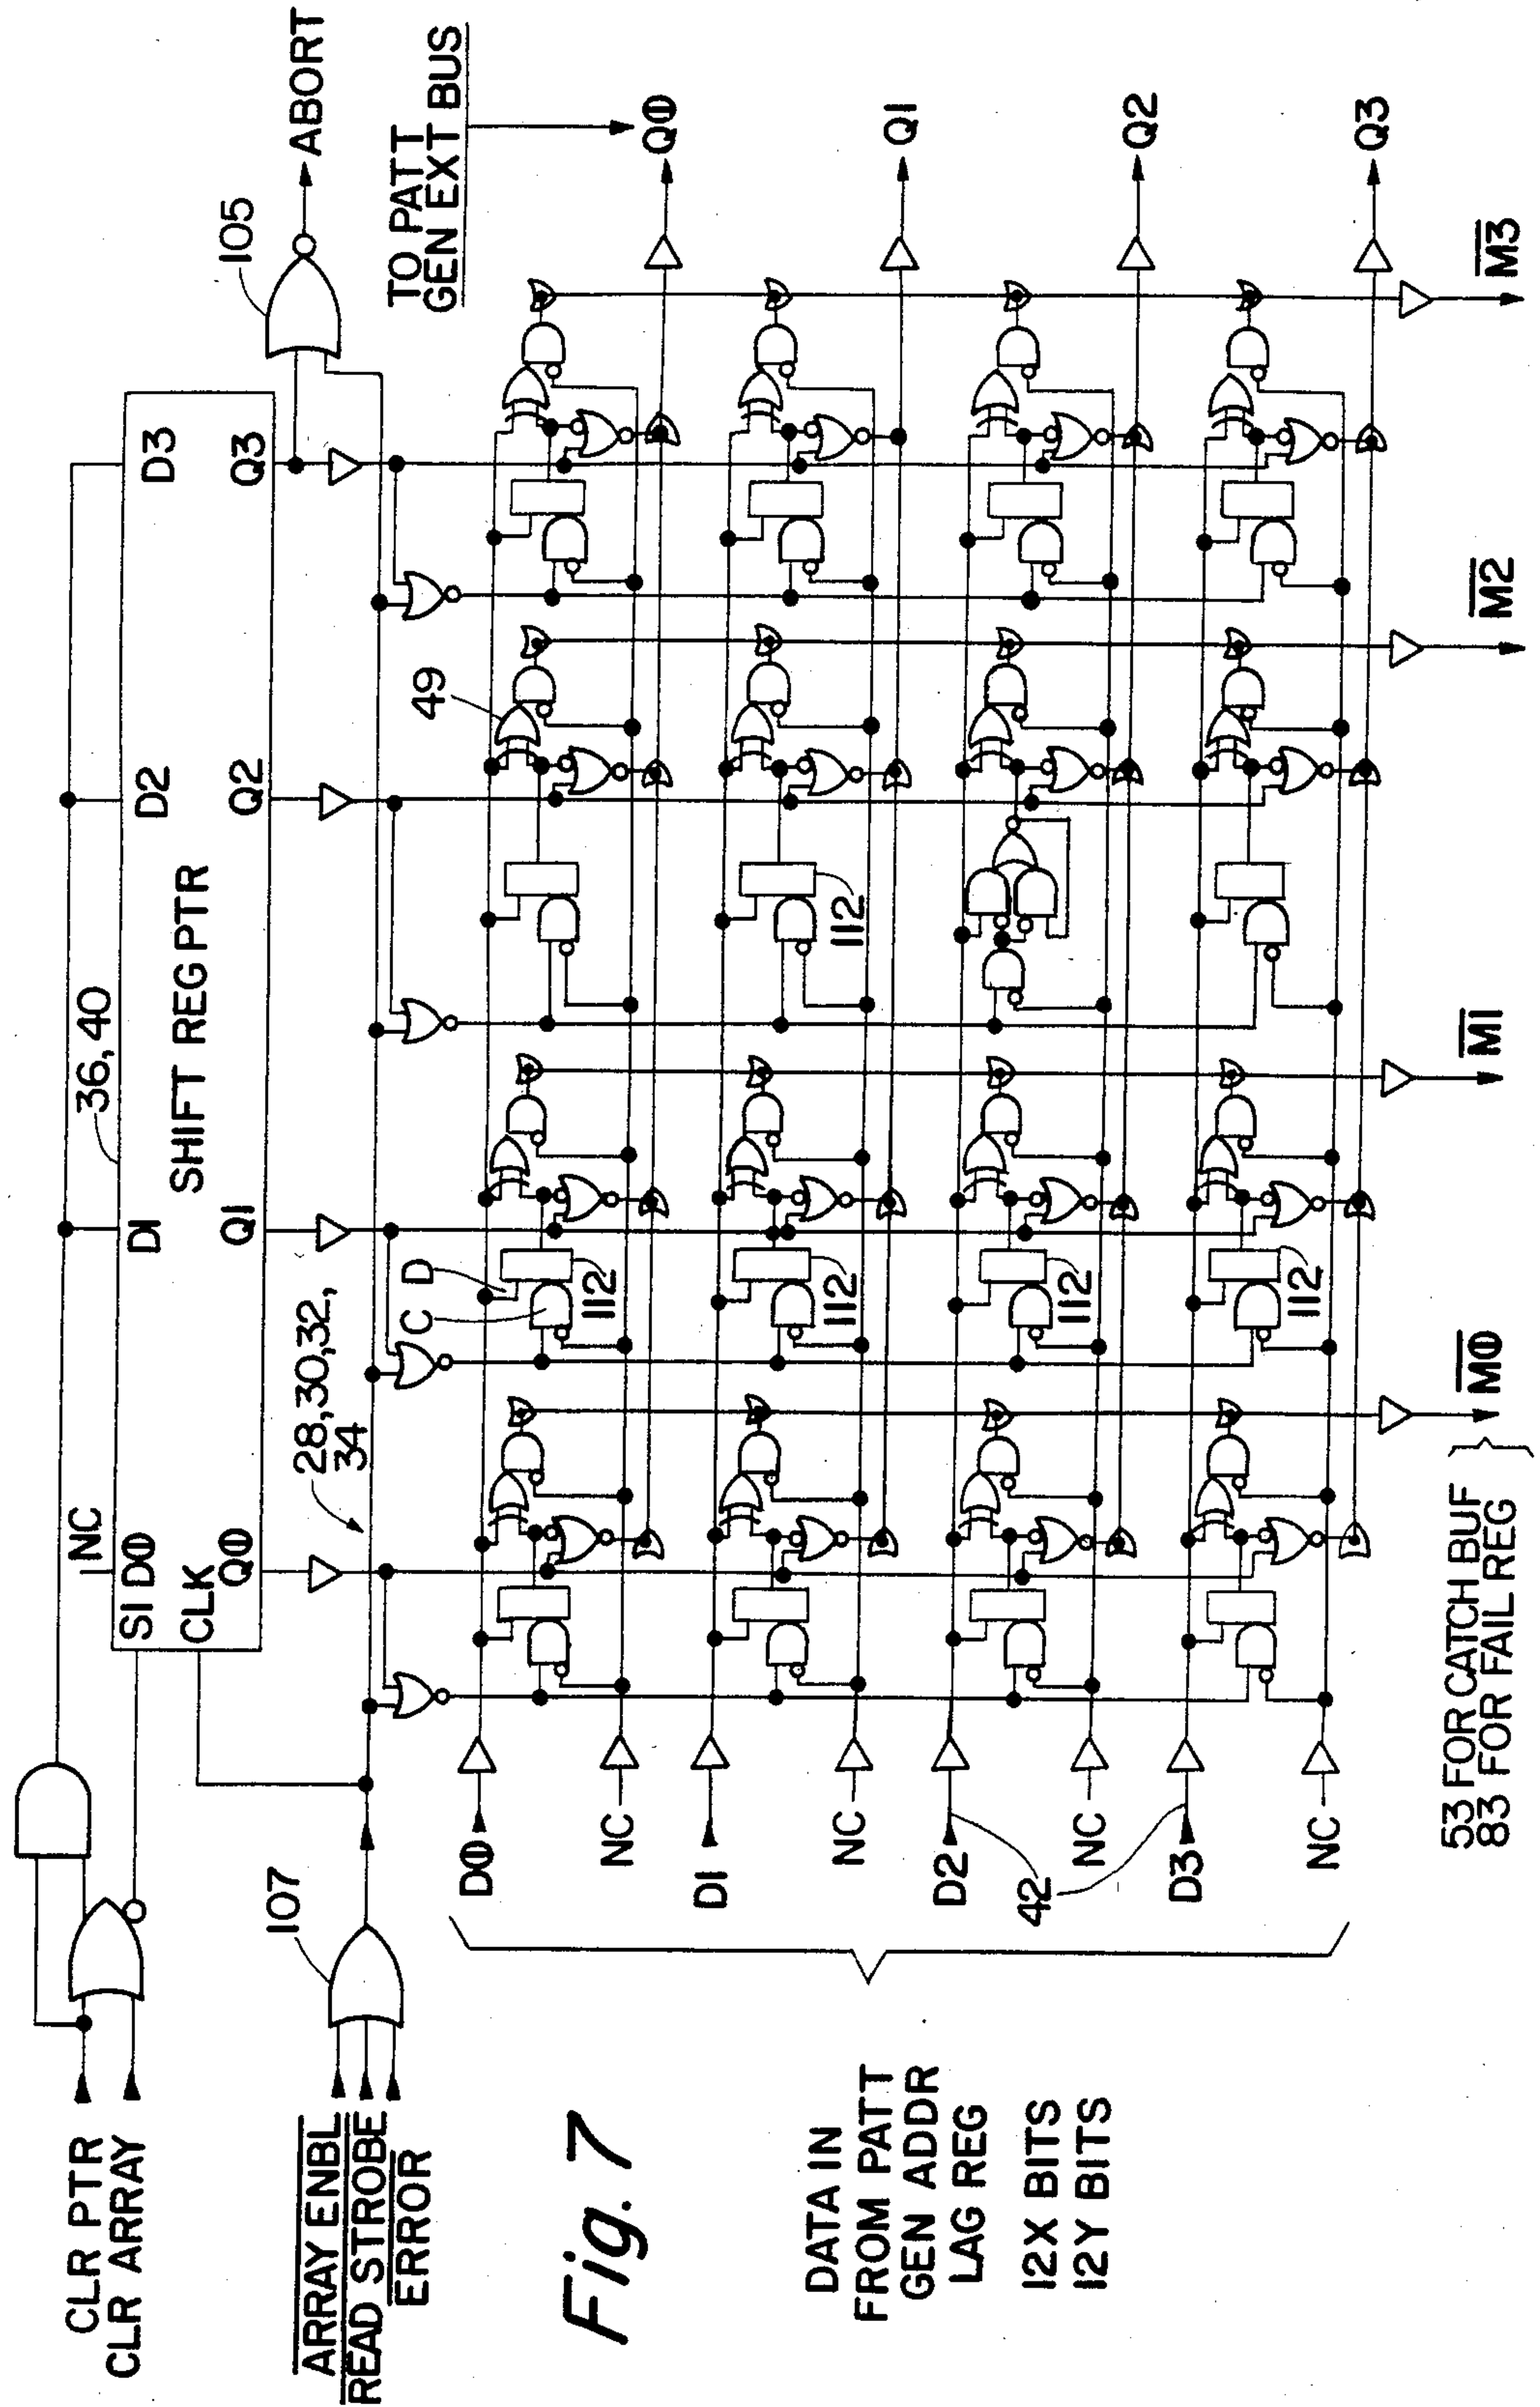 CLR PTR
CLR ARRAY
NC
36, 40
SI D0 D1 D2 D3
SHIFT REG PTR
CLK Q0 Q1 Q2 Q3
105
ABORT
107
ARRAY ENBL
READ STROBE
ERROR
28,30,32,
34
TO PATT
GEN EXT BUS
C
D
49
112
112
112
112
112
D0
NC
D1
NC
D2
NC
42
D3
NC
Q0
Q1
Q2
Q3
M0
M1
M2
M3
53 FOR CATCH BUF
83 FOR FAIL REG
Fig. 7
DATA IN
FROM PATT
GEN ADDR
LAG REG
12X BITS
12Y BITS